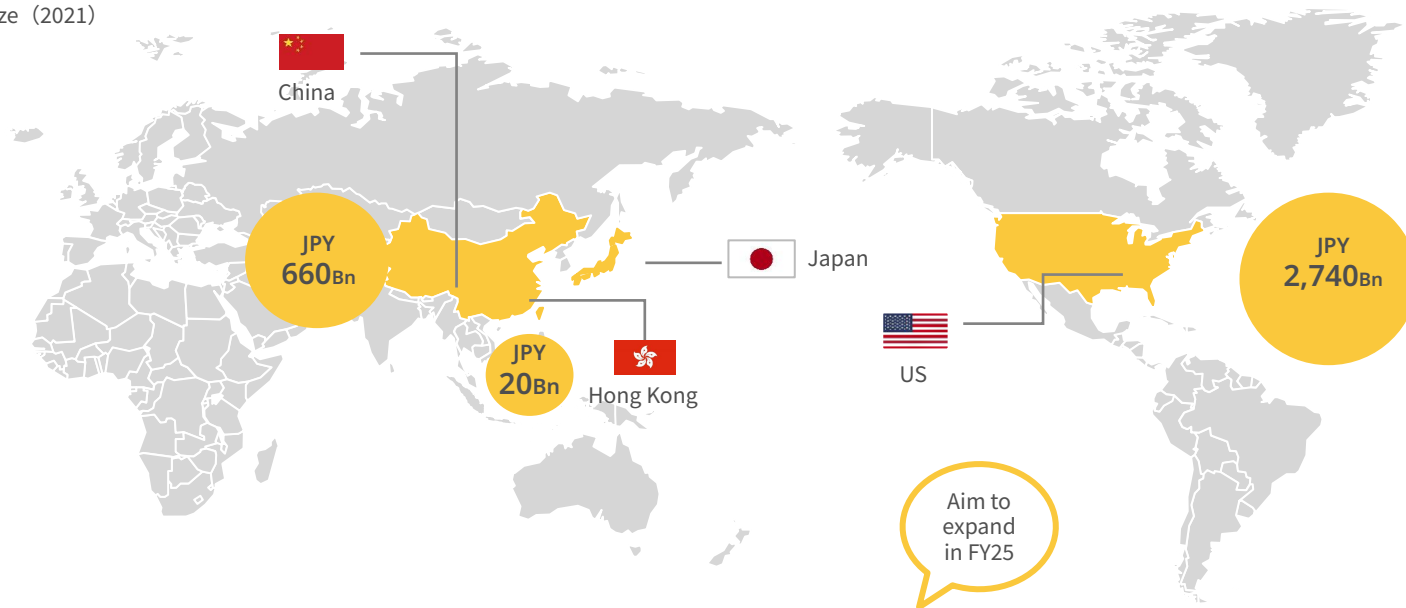 ze（2021）
China
JPY
660Bn
Japan
JPY
2,740Bn
JPY
20Bn
Hong Kong
US
Aim to
expand
in FY25